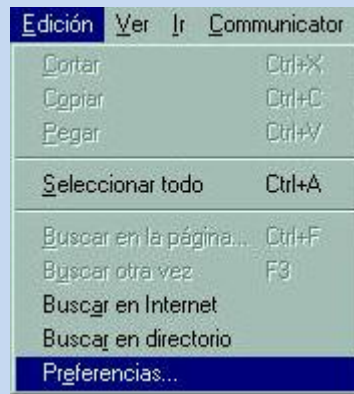 Edición Ver Ir Communicator
Cortar Ctrl+X
Copiar Ctrl+C
Pegar Ctrl+V
Seleccionar todo Ctrl+A
Buscar en la página... Ctrl+F
Buscar otra vez F3
Buscar en Internet
Buscar en directorio
Preferencias...